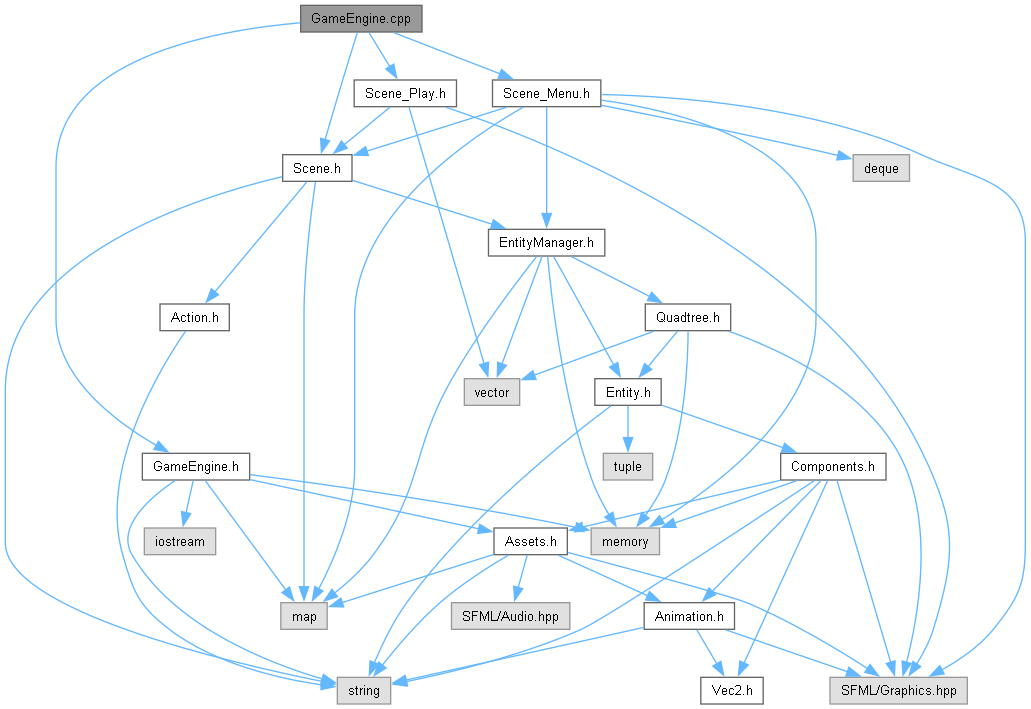 GameEngine.cpp
Scene_Play.h
Scene_Menu.h
Scene.h
deque
EntityManager.h
Action.h
Quadtree.h
vector
Entity.h
GameEngine.h
tuple
Components.h
iostream
Assets.h
memory
map
SFML/Audio.hpp
Animation.h
string
Vec2.h
SFML/Graphics.hpp